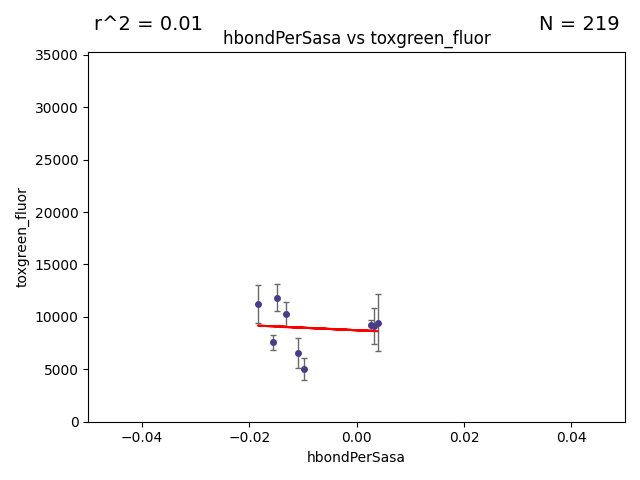 r^2 = 0.01
N = 219
hbondPerSasa vs toxgreen_fluor
35000
30000
25000
20000
15000
10000
5000
0
toxgreen_fluor
−0.04
−0.02
0.00
0.02
0.04
hbondPerSasa